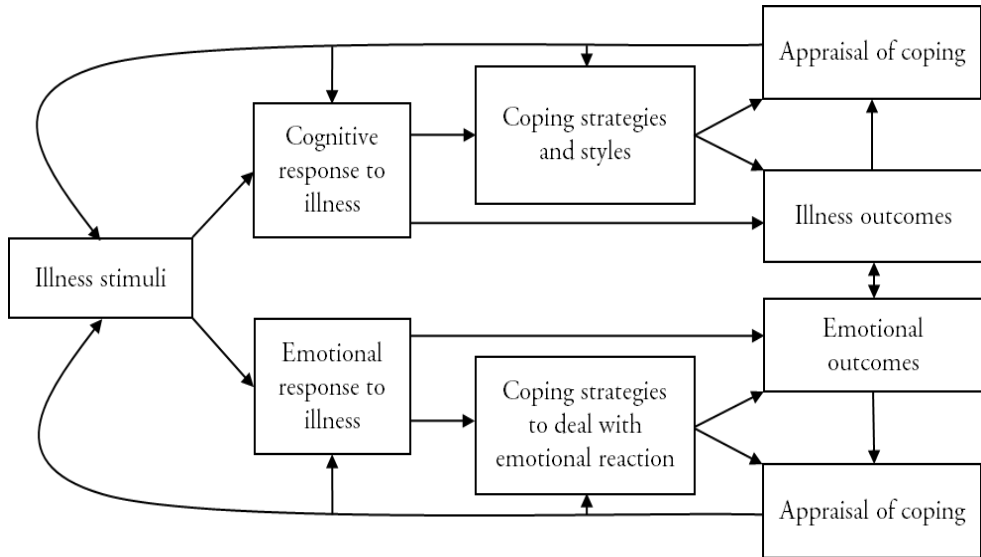 Appraisal of coping
Coping strategies
and styles
Cognitive
response to
illness
Illness outcomes
Illness stimuli
Emotional
response to
illness
Emotional
outcomes
Coping strategies
to deal with
emotional reaction
Appraisal of coping